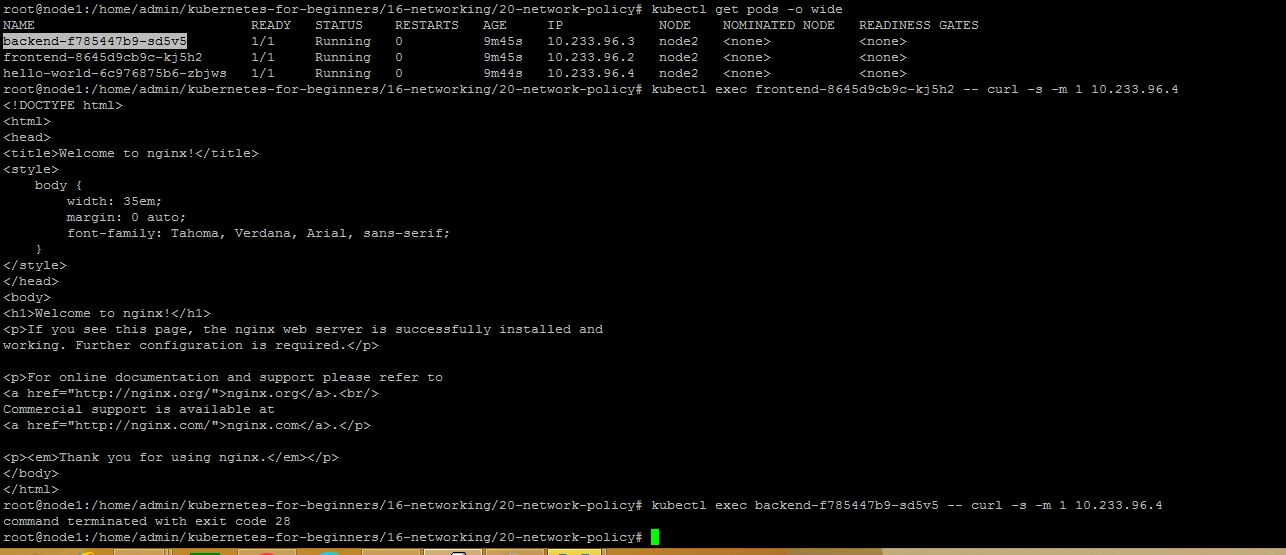 root@node1:/home/admin/kubernetes-for-beginners/16-networking/20-network-policy# kubectl get pods -o wide
NAME READY STATUS RESTARTS AGE IP NODE NOMINATED NODE READINESS GATES
backend-f785447b9-sd5v5 1/1 Running 0 9m45s 10.233.96.3 node2 <none> <none>
frontend-8645d9cb9c-kj5h2 1/1 Running 0 9m45s 10.233.96.2 node2 <none> <none>
hello-world-6c976875b6-zbjws 1/1 Running 0 9m44s 10.233.96.4 node2 <none> <none>
root@node1:/home/admin/kubernetes-for-beginners/16-networking/20-network-policy# kubectl exec frontend-8645d9cb9c-kj5h2 -- curl -s -m 1 10.233.96.4
<!DOCTYPE html>
<html>
<head>
<title>Welcome to nginx!</title>
<style>
body {
width: 35em;
margin: 0 auto;
font-family: Tahoma, Verdana, Arial, sans-serif;
}
</style>
</head>
<body>
<h1>Welcome to nginx!</h1>
<p>If you see this page, the nginx web server is successfully installed and
working. Further configuration is required.</p>
<p>For online documentation and support please refer to
<a href="http://nginx.org/">nginx.org</a>.<br/>
Commercial support is available at
<a href="http://nginx.com/">nginx.com</a>.</p>
<p><em>Thank you for using nginx.</em></p>
</body>
</html>
root@node1:/home/admin/kubernetes-for-beginners/16-networking/20-network-policy# kubectl exec backend-f785447b9-sd5v5 -- curl -s -m 1 10.233.96.4
command terminated with exit code 28
root@node1:/home/admin/kubernetes-for-beginners/16-networking/20-network-policy#